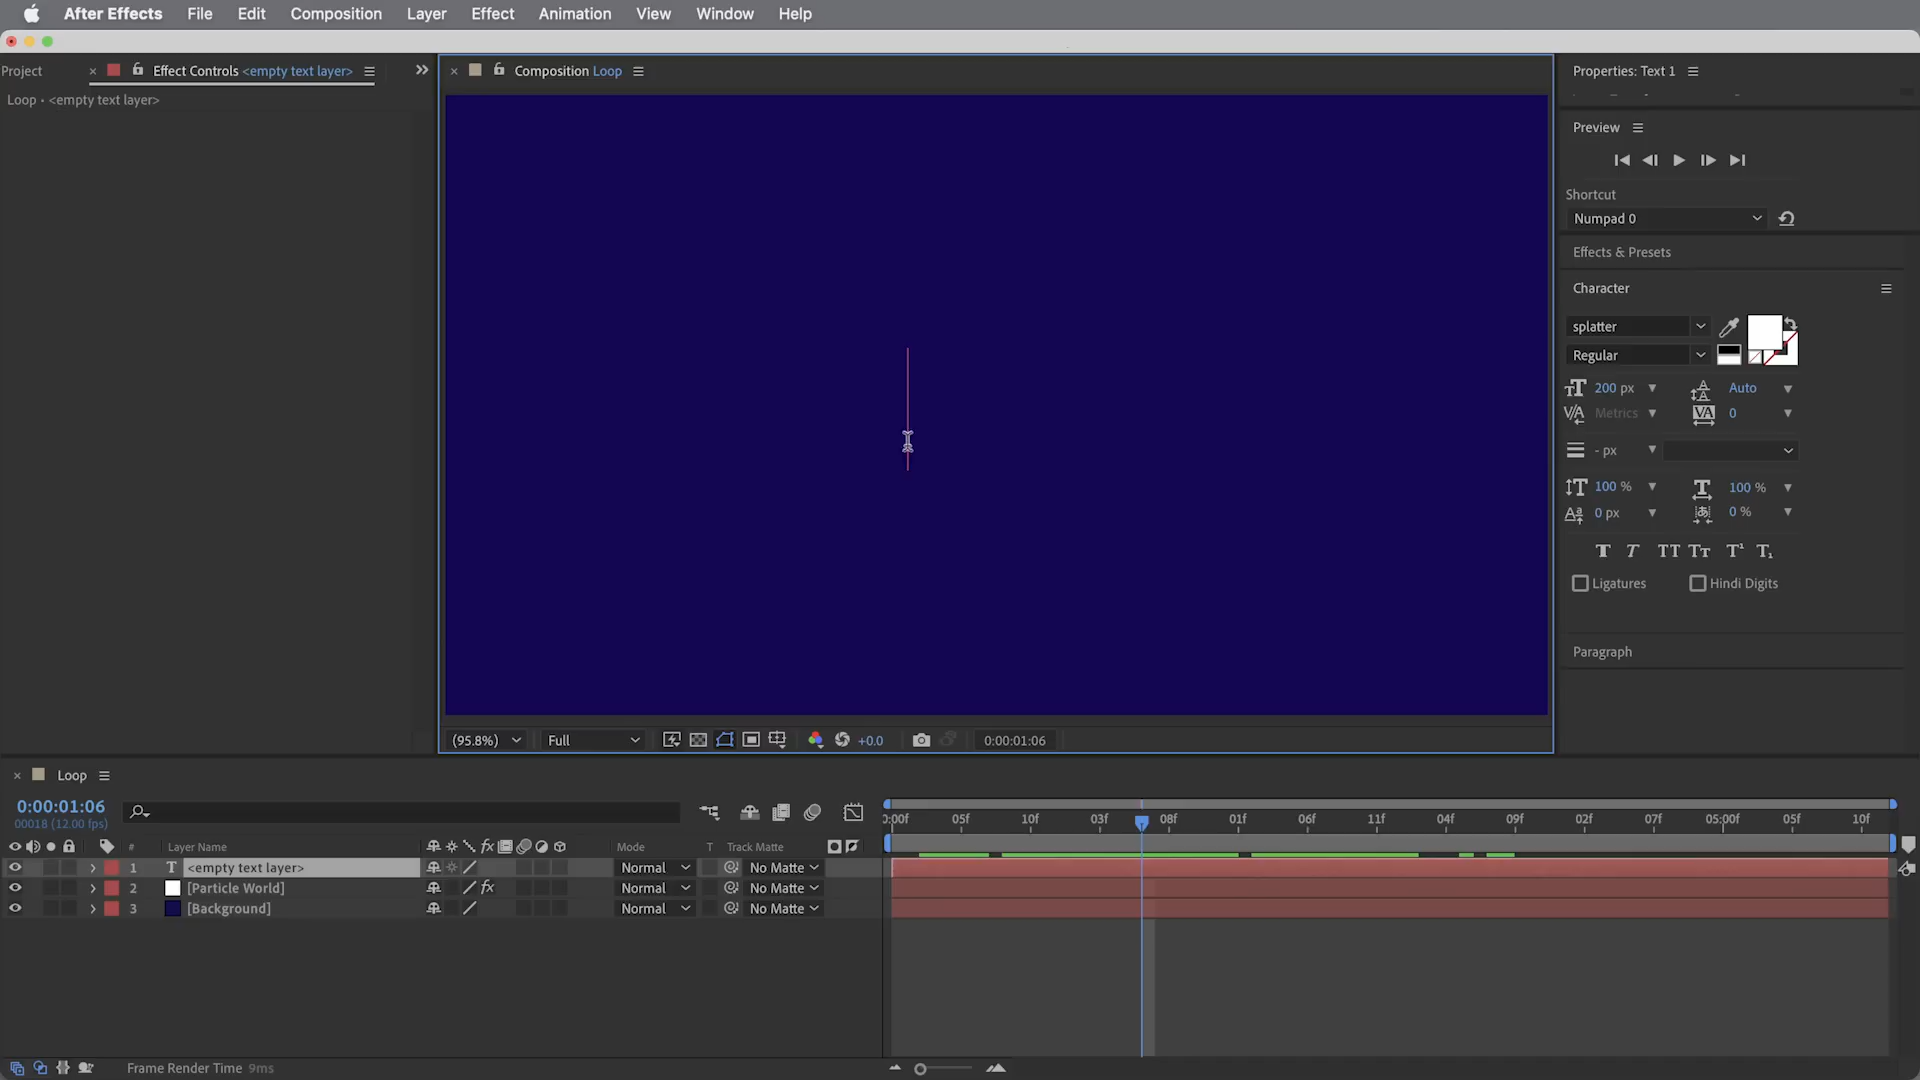 After Effects File Edit Composition Layer Effect Animation View Window Help
Project
Effect Controls <empty text layer>
Loop • <empty text layer>
Composition Loop
(95.8%) Full +0.0 0:00:01:06
Properties: Text 1
Preview
Shortcut
Numpad 0
Effects & Presets
Character
splatter
Regular
200 px Auto
Metrics 0
- px
100 % 100 %
0 px 0 %
Ligatures Hindi Digits
Paragraph
Loop
0:00:01:06
00018 (12.00 fps)
:00f 05f 10f 03f 08f 01f 06f 11f 04f 09f 02f 07f 05:00f 05f 10f
# Layer Name Mode T Track Matte
1 <empty text layer> Normal No Matte
2 [Particle World] Normal No Matte
3 [Background] Normal No Matte
Frame Render Time 9ms